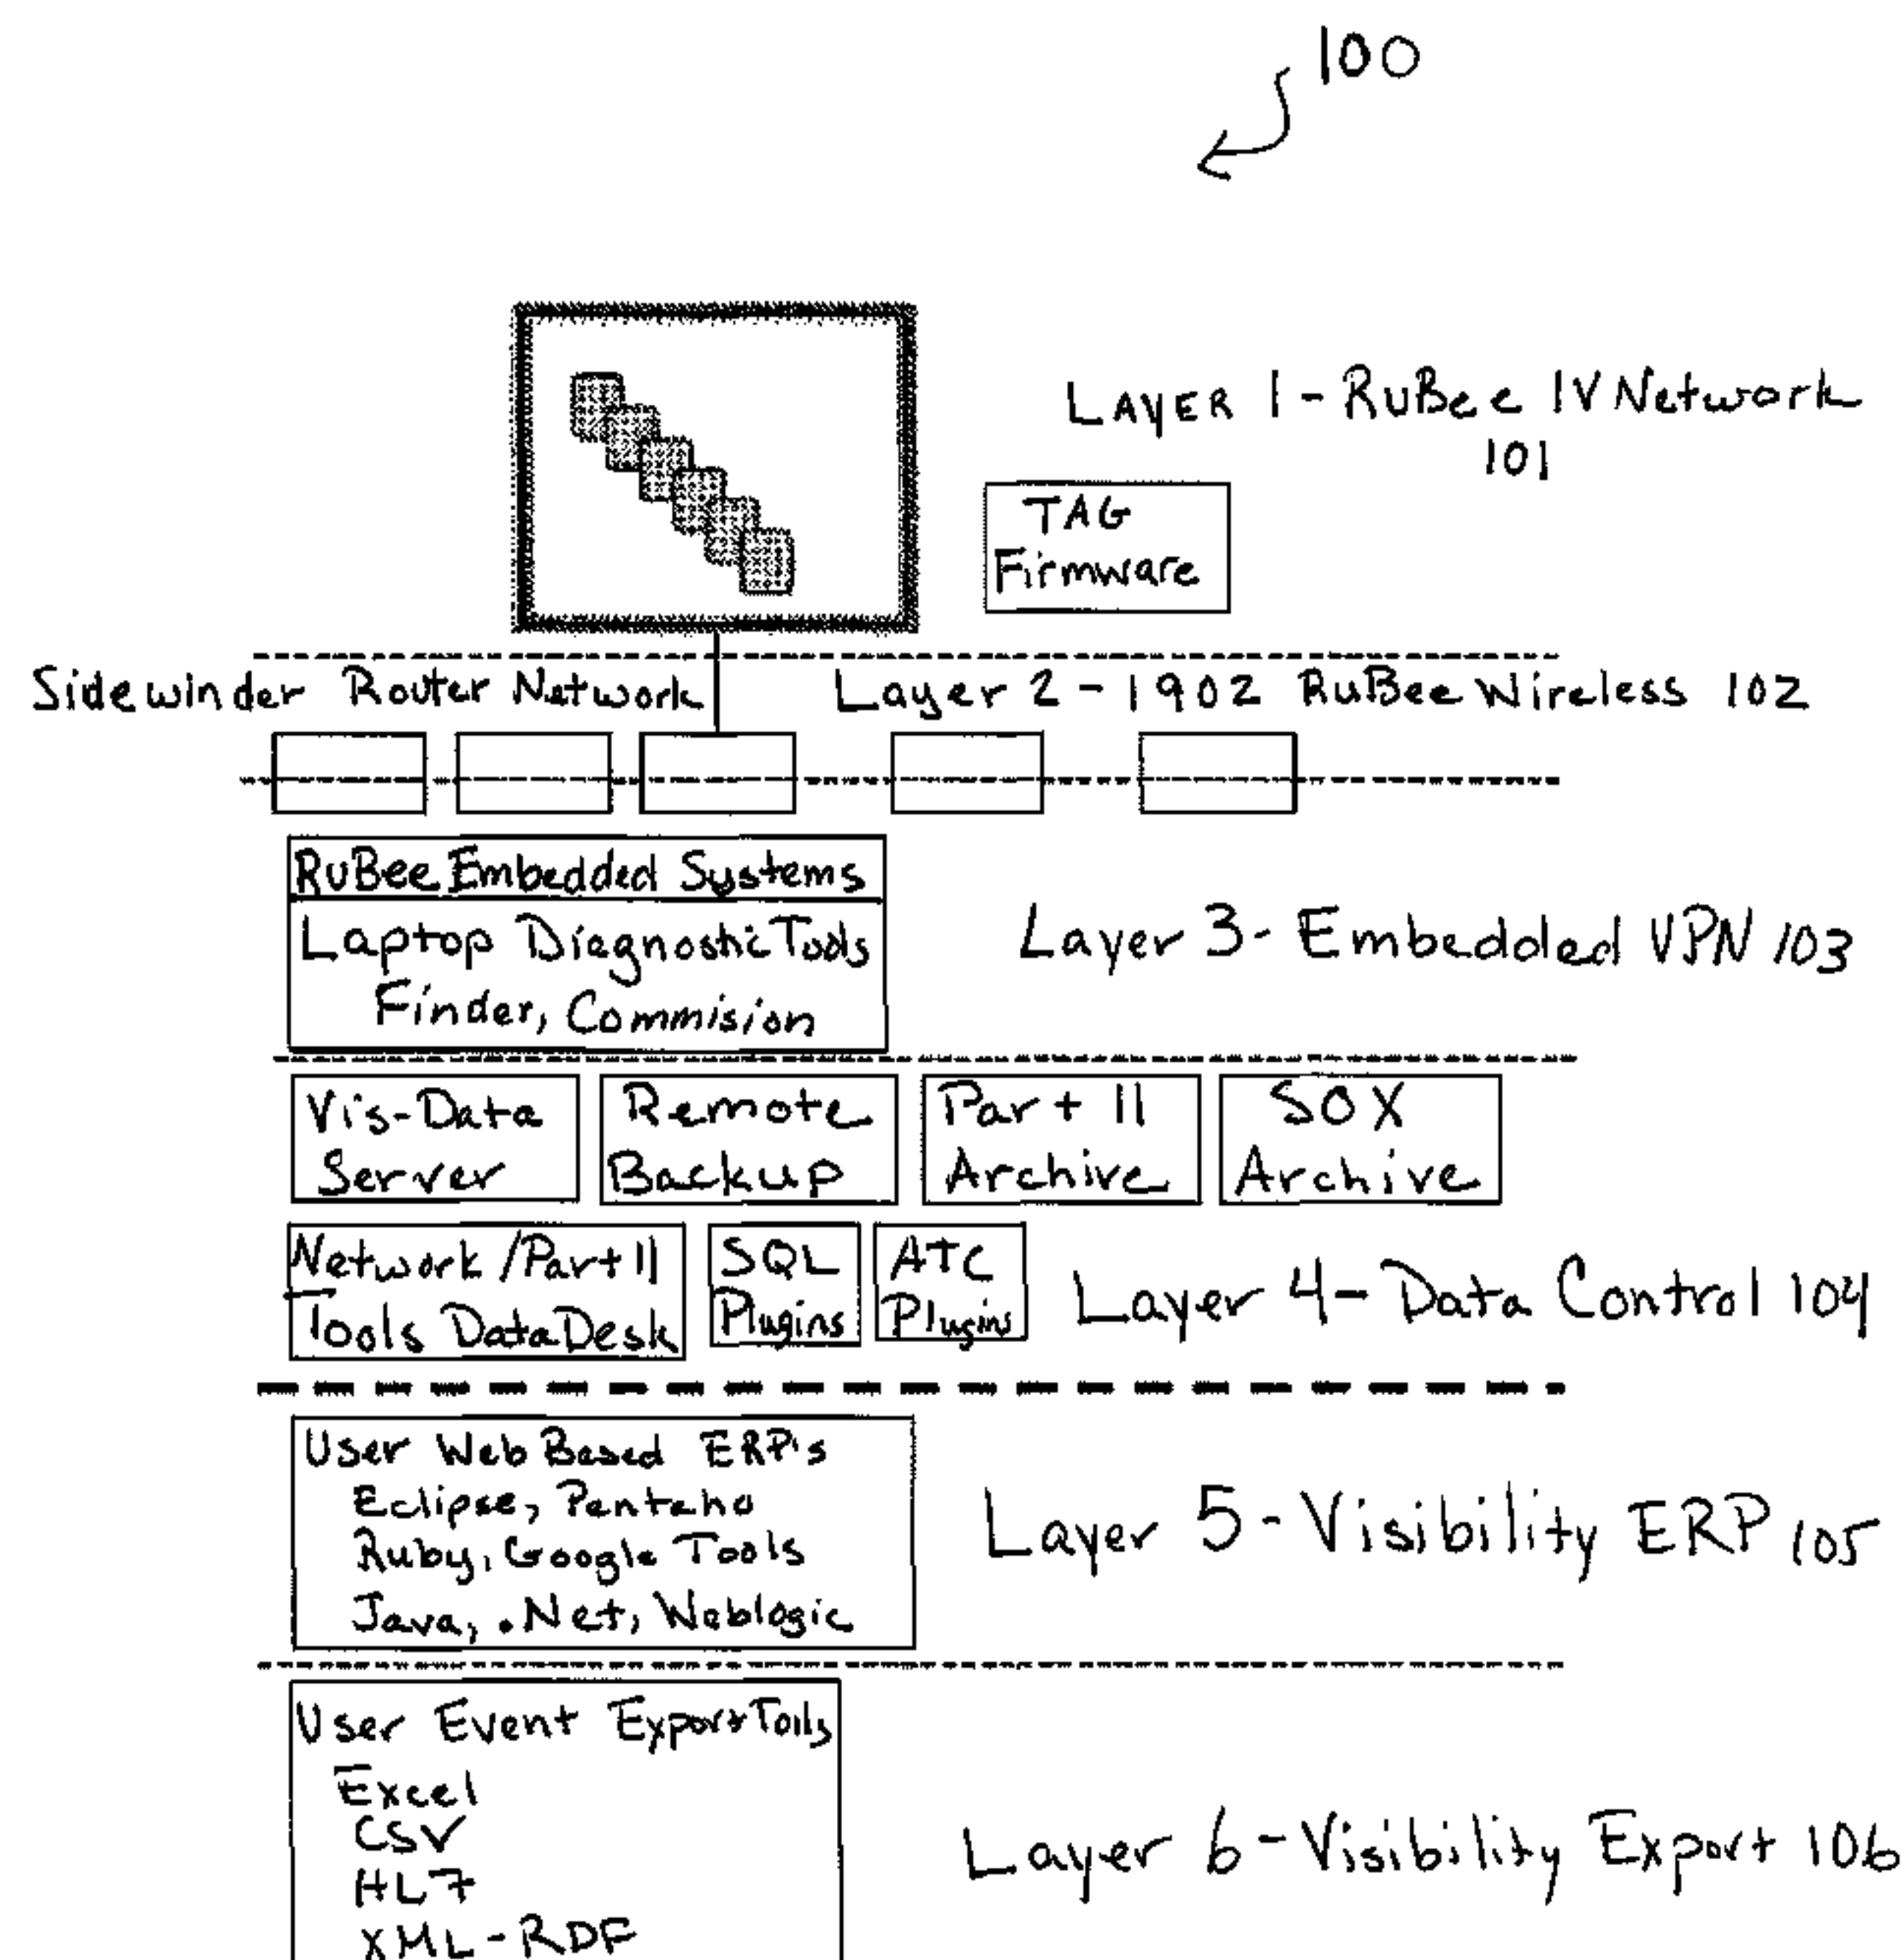 100
LAYER 1 - RuBee IV Network
101
TAG
Firmware
Sidewinder Router Network
Layer 2 - 1902 RuBee Wireless 102
RuBee Embedded Systems
Laptop Diagnostic Tools
Finder, Commision
Layer 3 - Embedded VPN 103
Vis-Data
Server
Remote
Backup
Part 11
Archive
SOX
Archive
Network/Part 11
Tools DataDesk
SQL
Plugins
ATC
Plugins
Layer 4 - Data Control 104
User Web Based ERP's
Eclipse, Pentaho
Ruby, Google Tools
Java, .Net, Weblogic
Layer 5 - Visibility ERP 105
User Event Export Tools
Excel
CSV
HL7
XML-RDF
Layer 6 - Visibility Export 106